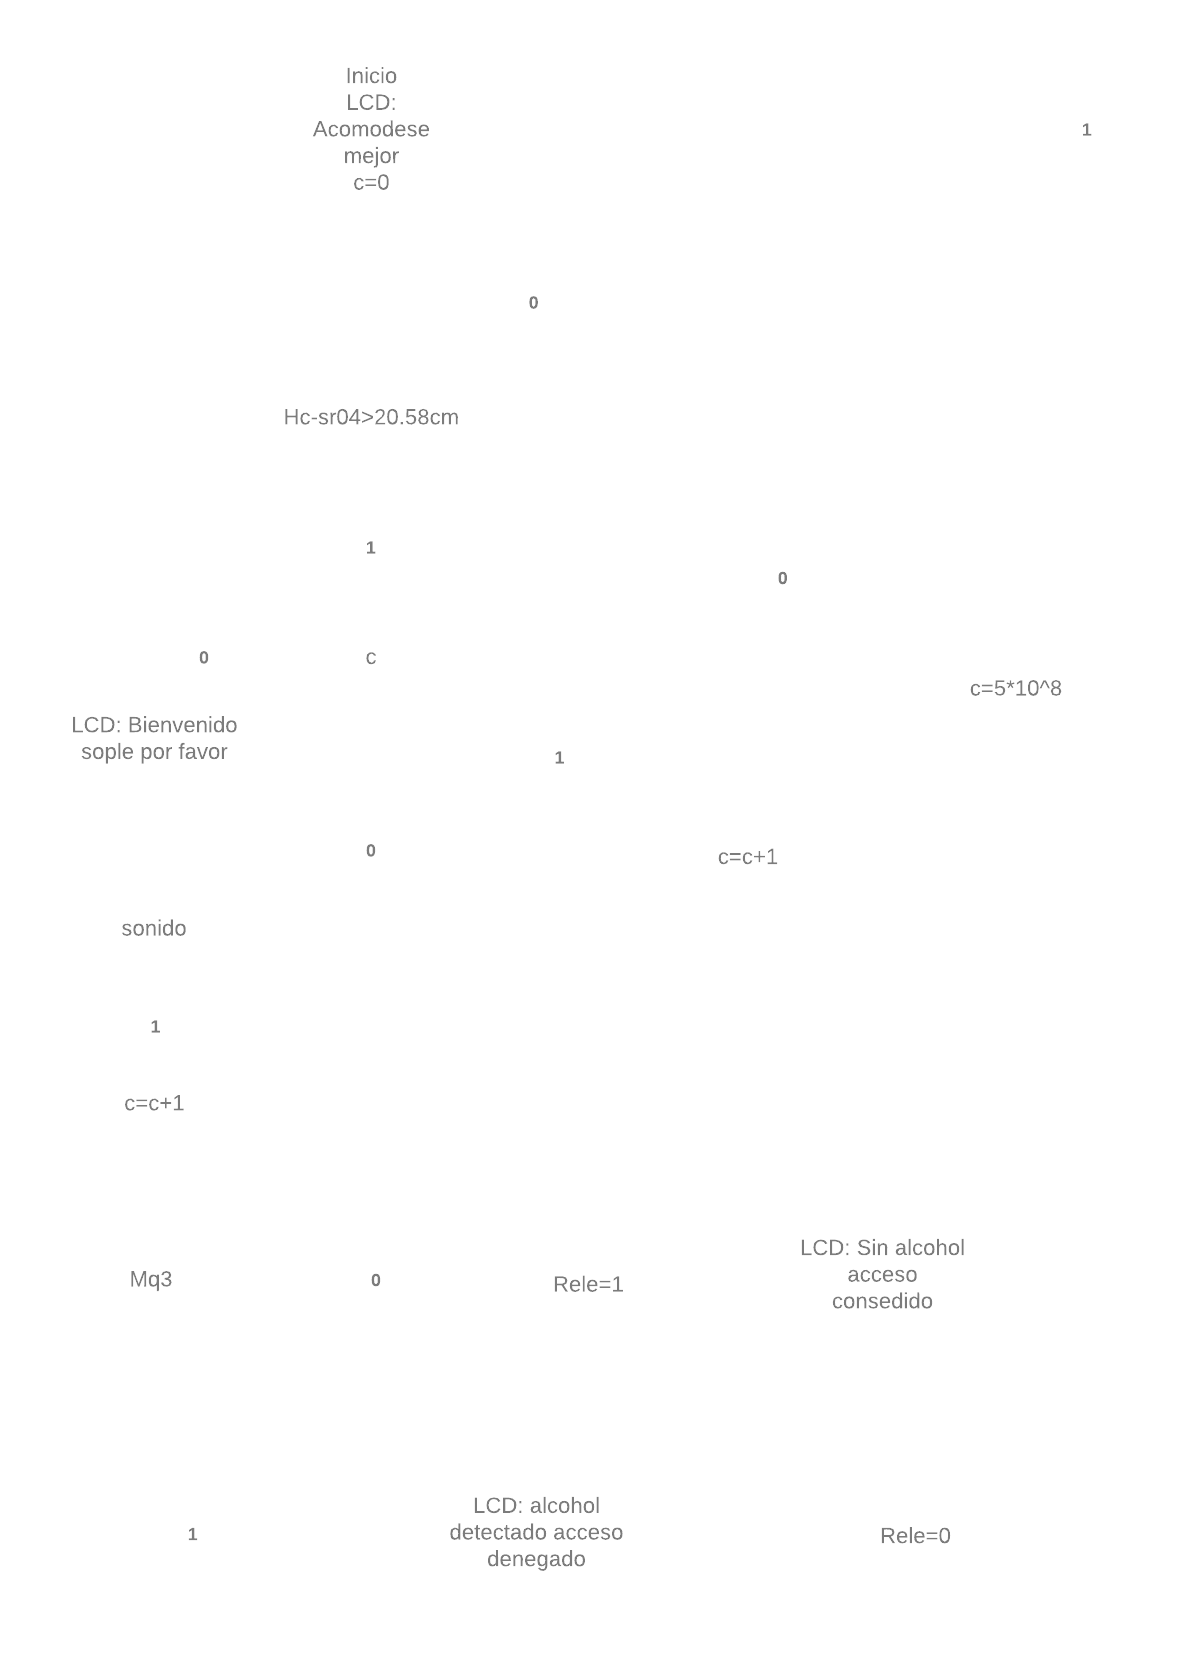 Inicio
LCD:
Acomodese
mejor
c=0
1
0
Hc-sr04>20.58cm
1
0
0
c
c=5*10^8
LCD: Bienvenido
sople por favor
1
0
c=c+1
sonido
1
c=c+1
Mq3
0
Rele=1
LCD: Sin alcohol
acceso
consedido
1
LCD: alcohol
detectado acceso
denegado
Rele=0